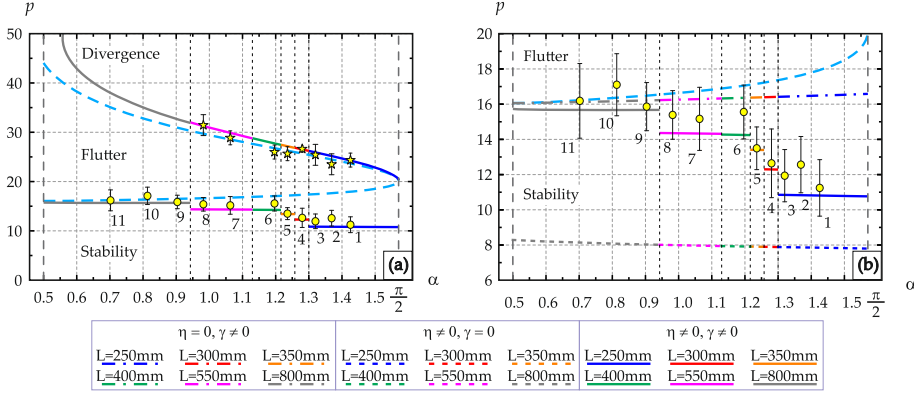 p
50
40
30
20
10
0
Divergence
Flutter
Stability
11
10
9
8
7
6
5
4
3
2
1
(a)
0.5 0.6 0.7 0.8 0.9 1.0 1.1 1.2 1.3 1.4 1.5 π/2
α
p
20
18
16
14
12
10
8
6
Flutter
Stability
11
10
9
8
7
6
5
4
3
2
1
(b)
0.5 0.6 0.7 0.8 0.9 1.0 1.1 1.2 1.3 1.4 1.5 π/2
α
η = 0, γ ≠ 0
L=250mm L=300mm L=350mm
L=400mm L=550mm L=800mm
η ≠ 0, γ = 0
L=250mm L=300mm L=350mm
L=400mm L=550mm L=800mm
η ≠ 0, γ ≠ 0
L=250mm L=300mm L=350mm
L=400mm L=550mm L=800mm